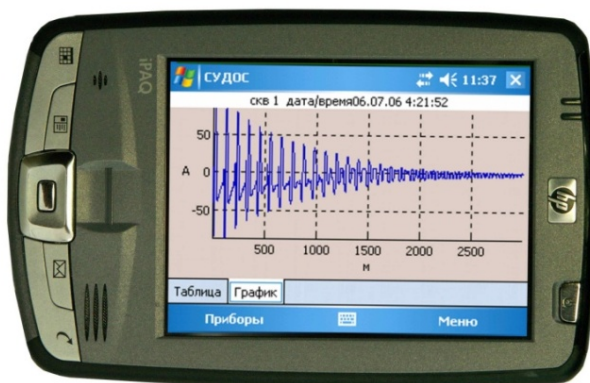 iPAQ
СУДОС 11:37
скв 1 дата/время06.07.06 4:21:52
50
А 0
-50
500 1000 1500 2000 2500
м
Таблица График
Приборы Меню
hp